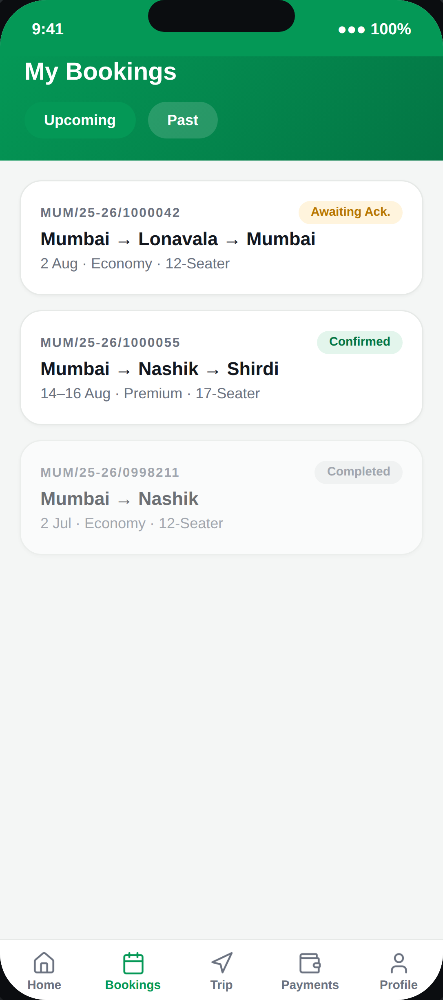 9:41
●●● 100%
My Bookings
Upcoming
Past
MUM/25-26/1000042
Awaiting Ack.
Mumbai → Lonavala → Mumbai
2 Aug · Economy · 12-Seater
MUM/25-26/1000055
Confirmed
Mumbai → Nashik → Shirdi
14–16 Aug · Premium · 17-Seater
MUM/25-26/0998211
Completed
Mumbai → Nashik
2 Jul · Economy · 12-Seater
Home
Bookings
Trip
Payments
Profile